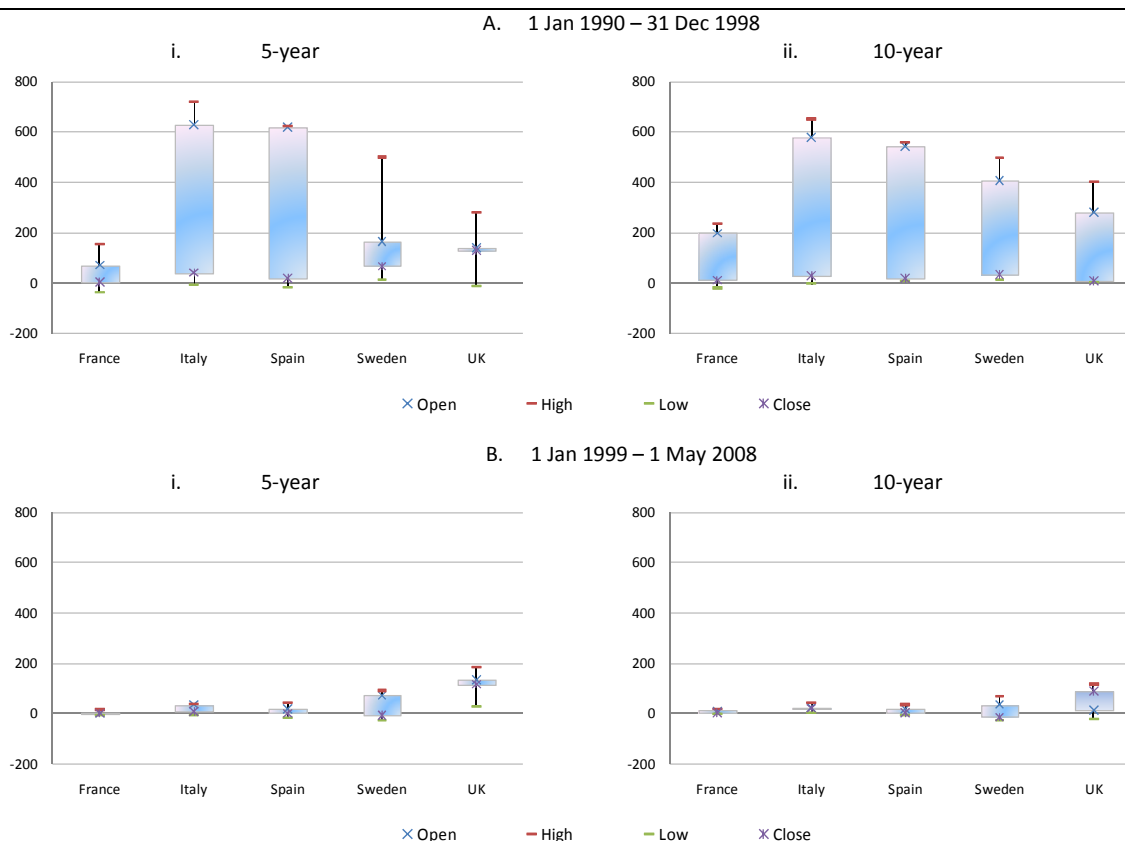 A. 1 Jan 1990 – 31 Dec 1998
i. 5-year ii. 10-year
800 800
600 600
400 400
200 200
0 0
-200 -200
France Italy Spain Sweden UK France Italy Spain Sweden UK
Open High Low Close
B. 1 Jan 1999 – 1 May 2008
i. 5-year ii. 10-year
800 800
600 600
400 400
200 200
0 0
-200 -200
France Italy Spain Sweden UK France Italy Spain Sweden UK
Open High Low Close